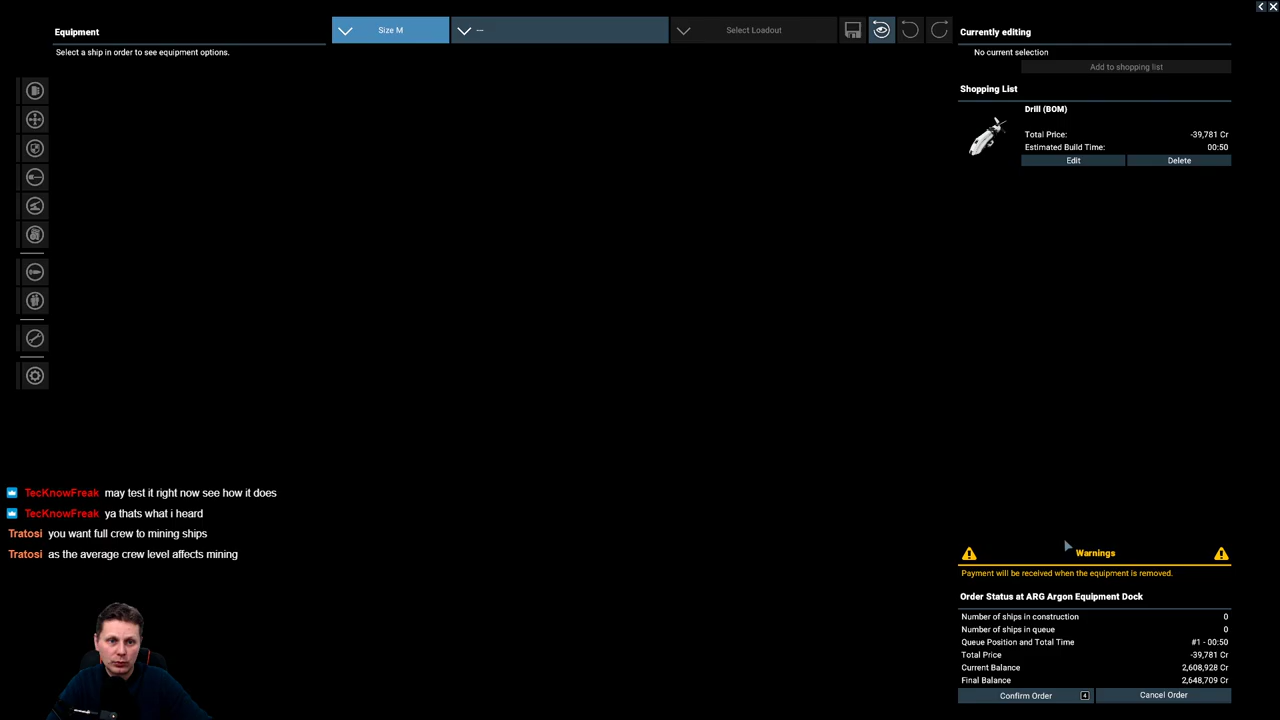 Equipment
Select a ship in order to see equipment options.
Size M
--
Select Loadout
Currently editing
No current selection
Add to shopping list
Shopping List
Drill (BOM)
Total Price: -39,781 Cr
Estimated Build Time: 00:50
Edit Delete
TecKnowFreak may test it right now see how it does
TecKnowFreak ya thats what i heard
Tratosi you want full crew to mining ships
Tratosi as the average crew level affects mining
Warnings
Payment will be received when the equipment is removed.
Order Status at ARG Argon Equipment Dock
Number of ships in construction 0
Number of ships in queue 0
Queue Position and Total Time #1 - 00:50
Total Price -39,781 Cr
Current Balance 2,608,928 Cr
Final Balance 2,648,709 Cr
Confirm Order 4 Cancel Order